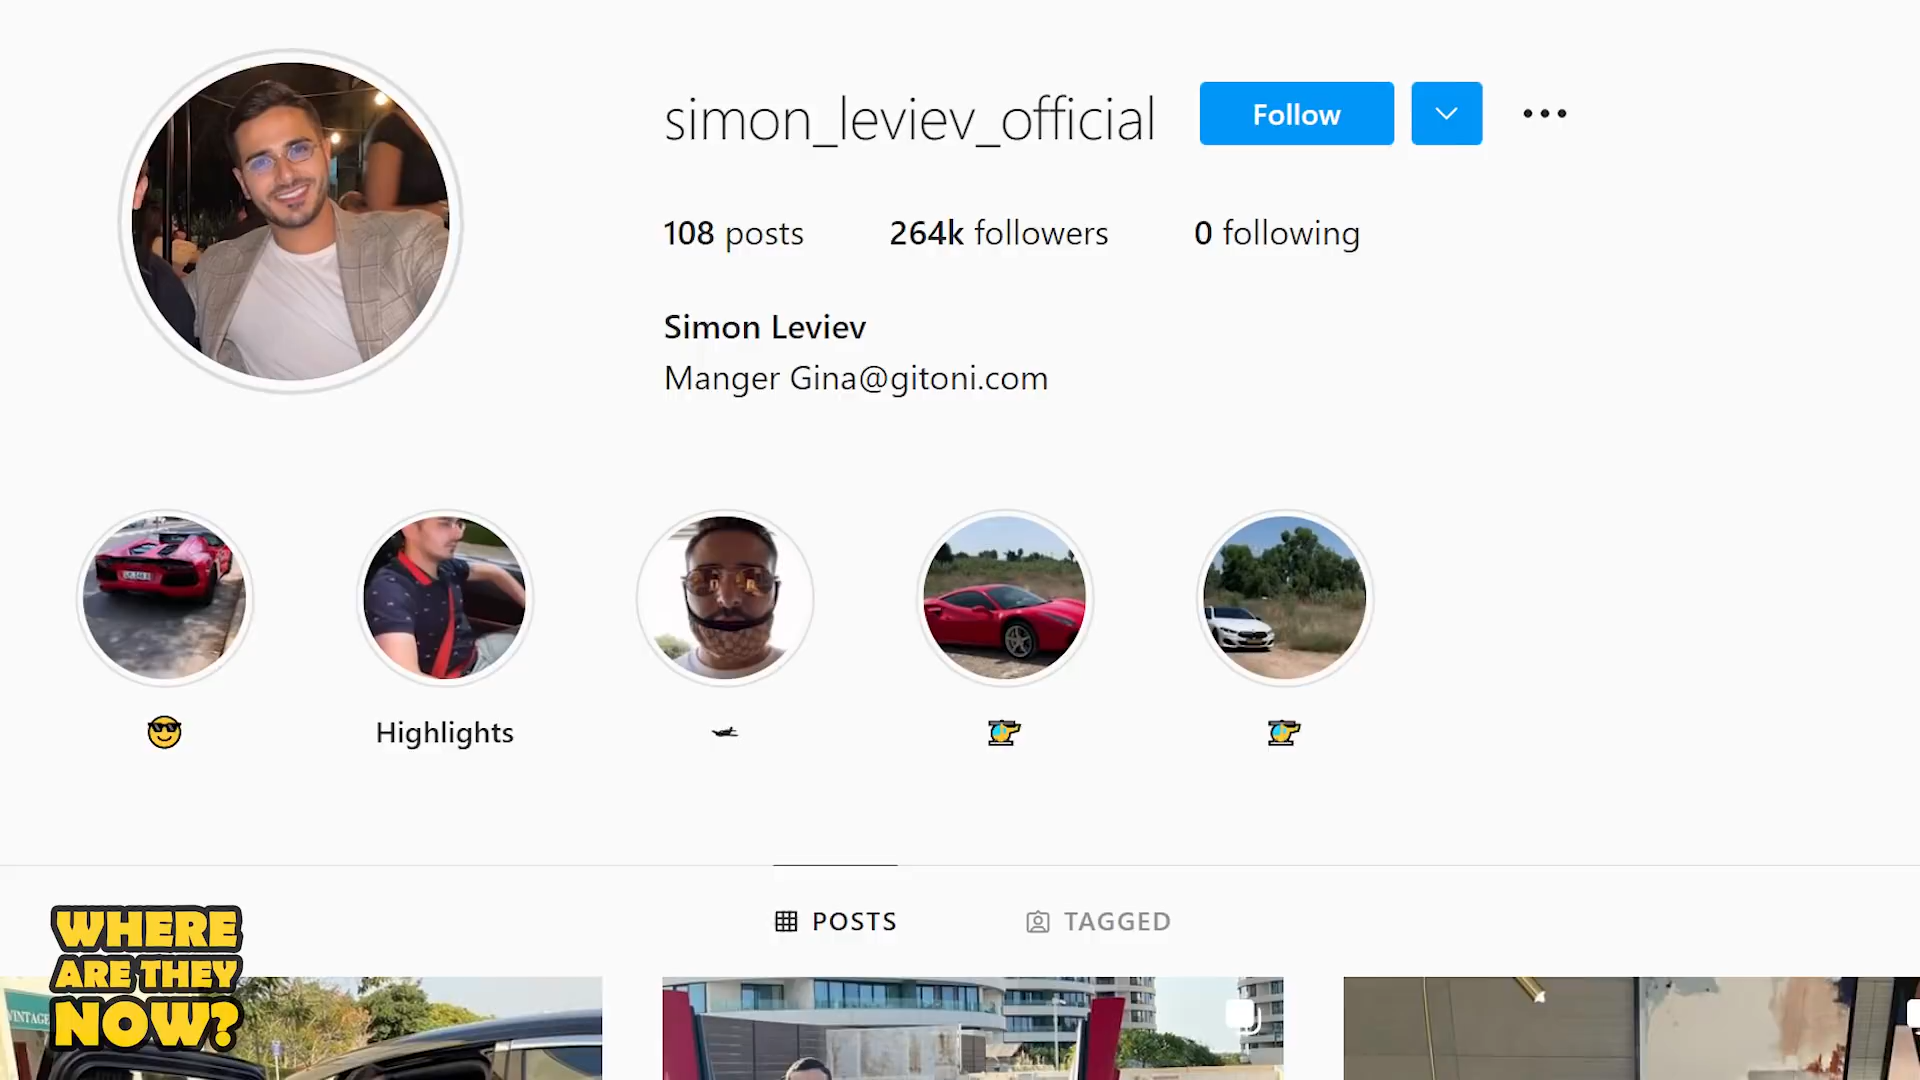 simon_leviev_official
Follow
108 posts 264k followers 0 following
Simon Leviev
Manger Gina@gitoni.com
Highlights
POSTS TAGGED
WHERE
ARE THEY
NOW?
VINTAGE